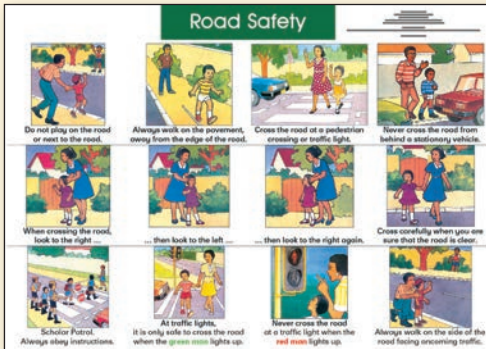 Road Safety
Do not play on the road
or next to the road.
Always walk on the pavement,
away from the edge of the road.
Cross the road at a pedestrian
crossing or traffic light.
Never cross the road from
behind a stationary vehicle.
When crossing the road,
look to the right ...
... then look to the left ...
... then look to the right again.
Cross carefully when you are
sure that the road is clear.
Scholar Patrol.
Always obey instructions.
At traffic lights,
it is only safe to cross the road
when the green man lights up.
Never cross the road
at a traffic light when the
red man lights up.
Always walk on the side of the
road facing oncoming traffic.